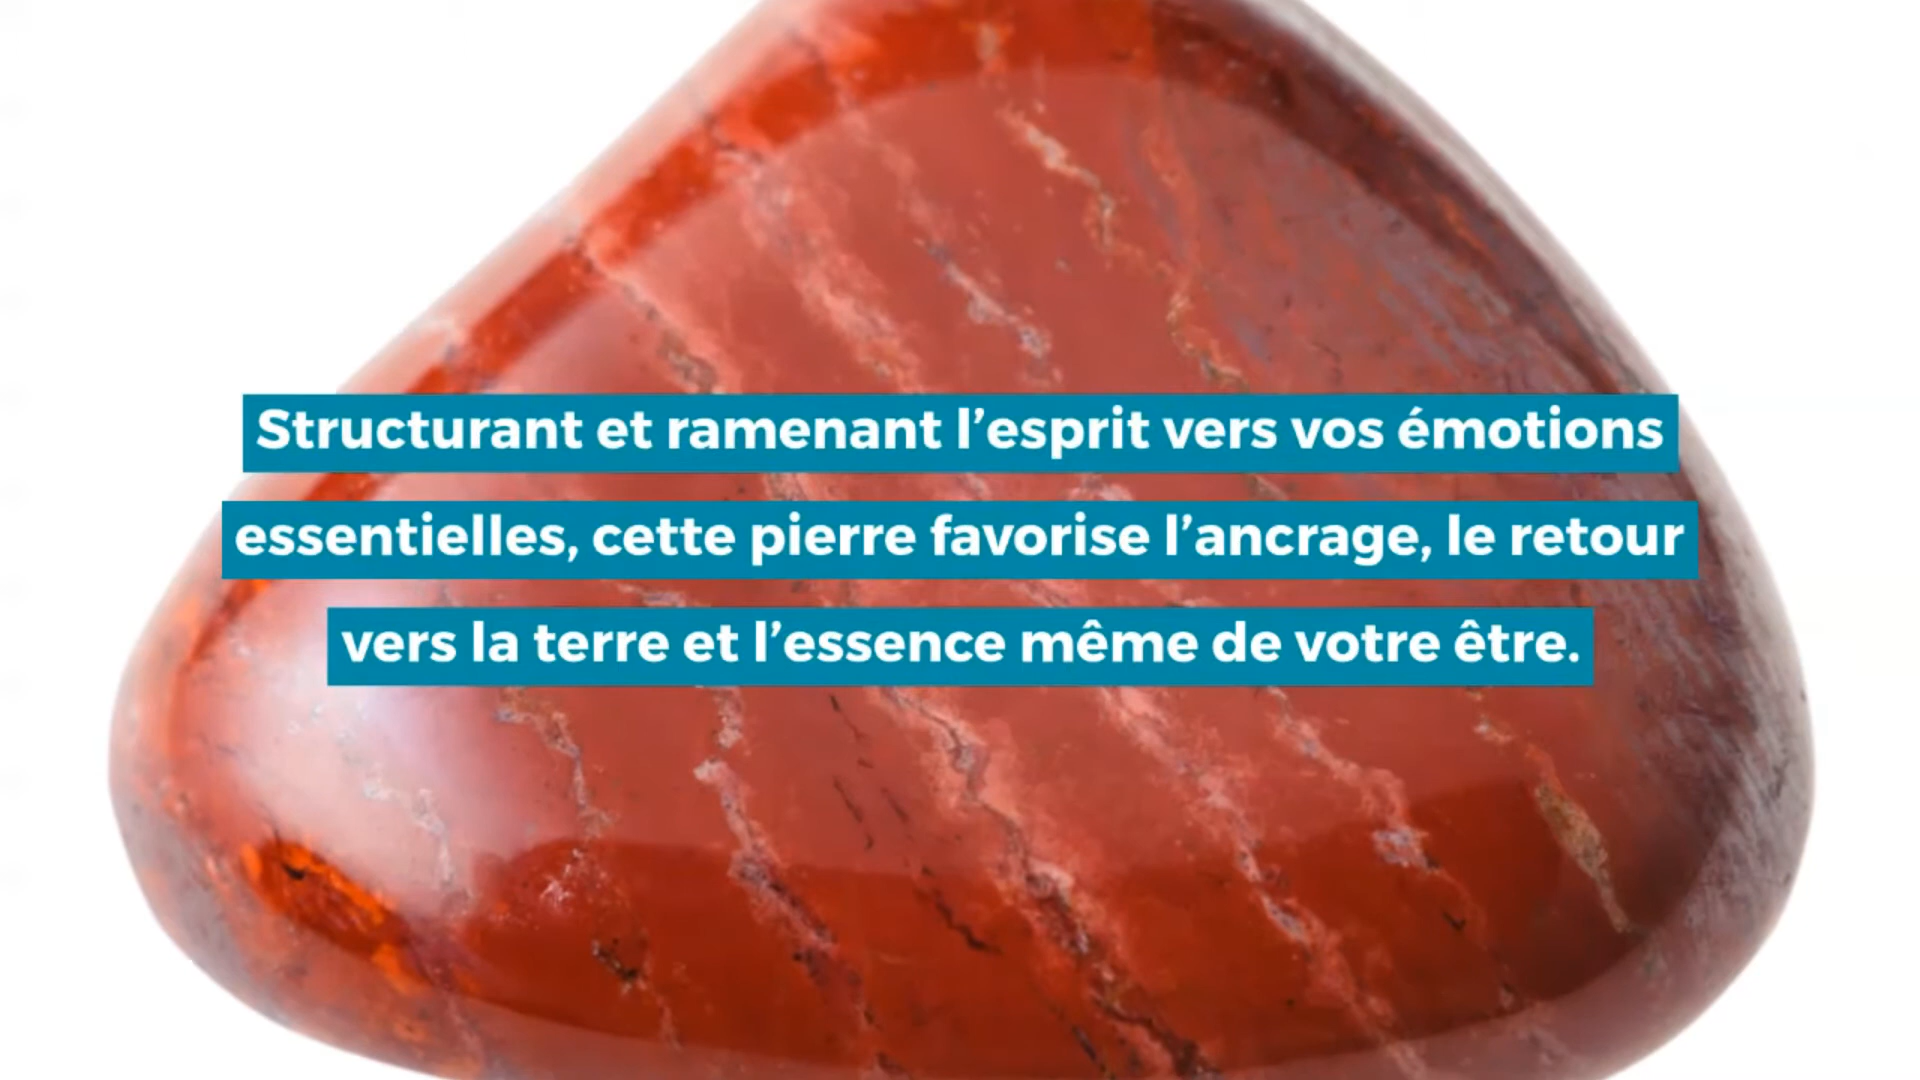 Structurant et ramenant l’esprit vers vos émotions
essentielles, cette pierre favorise l’ancrage, le retour
vers la terre et l’essence même de votre être.